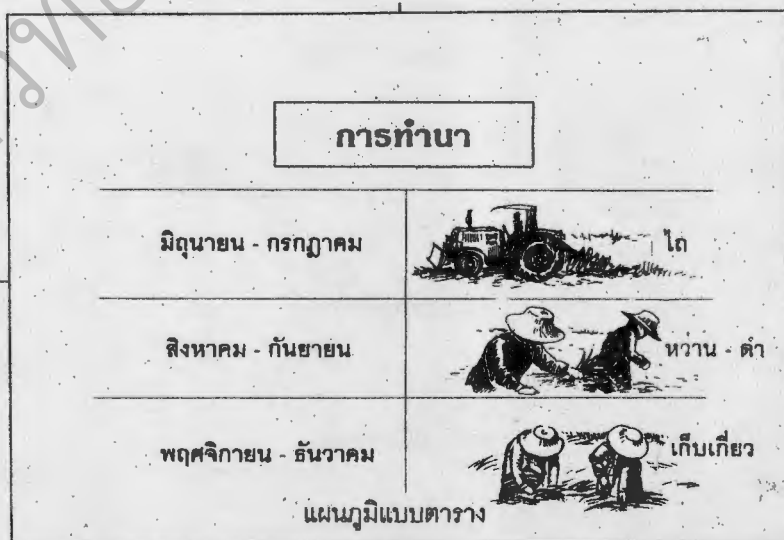 การทำนา
มิถุนายน - กรกฎาคม ไถ
สิงหาคม - กันยายน หว่าน - ดำ
พฤศจิกายน - ธันวาคม เก็บเกี่ยว
แผนภูมิแบบตาราง